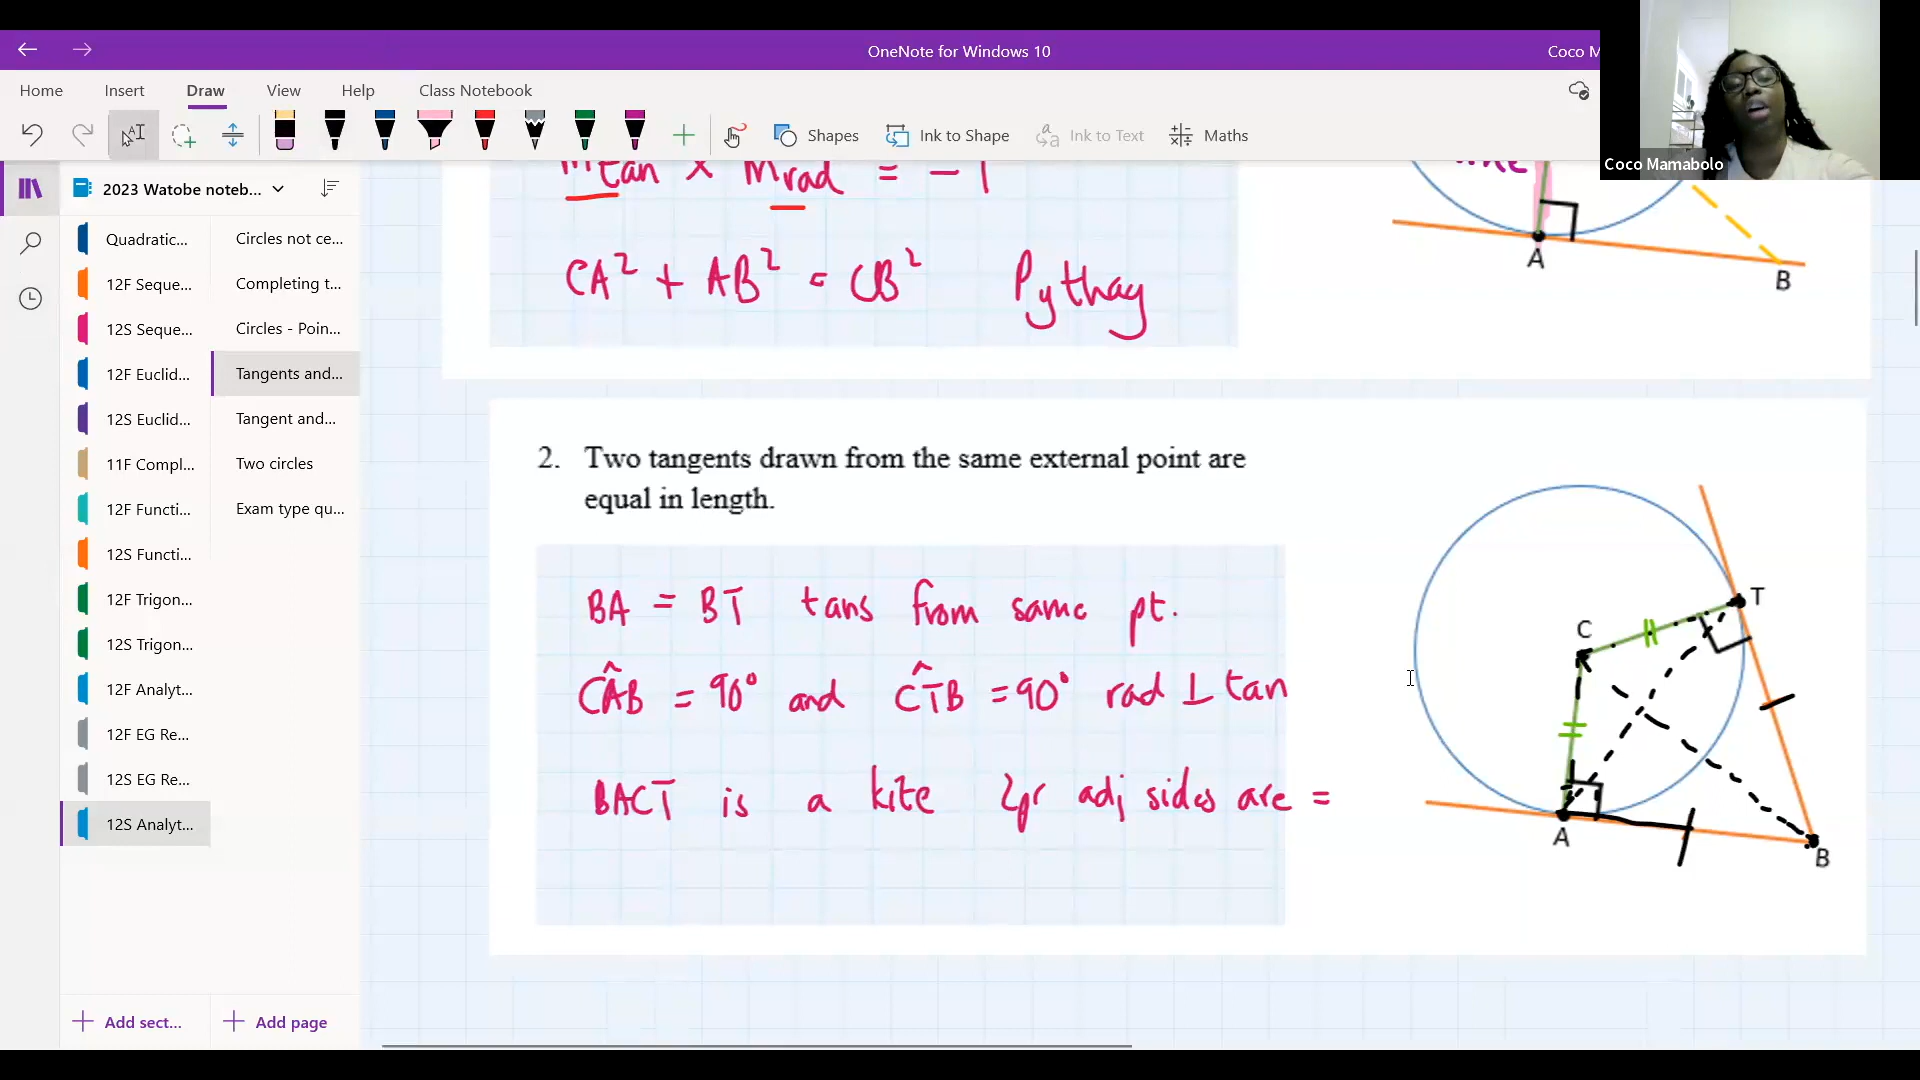 OneNote for Windows 10
Coco M
Home Insert Draw View Help Class Notebook
Shapes Ink to Shape Ink to Text Maths
Coco Mamabolo
2023 Watobe noteb...
Quadratic...
12F Seque...
12S Seque...
12F Euclid...
12S Euclid...
11F Compl...
12F Functi...
12S Functi...
12F Trigon...
12S Trigon...
12F Analyt...
12F EG Re...
12S EG Re...
12S Analyt...
Add sect...
Circles not ce...
Completing t...
Circles - Poin...
Tangents and...
Tangent and...
Two circles
Exam type qu...
Add page
mtan × mrad = -1
CA² + AB² = CB² Pythag
A
B
2. Two tangents drawn from the same external point are
equal in length.
BA = BT tans from same pt.
CÂB = 90° and CT̂B = 90° rad ⊥ tan
BACT is a kite 2pr adj sides are =
T
C
A
B